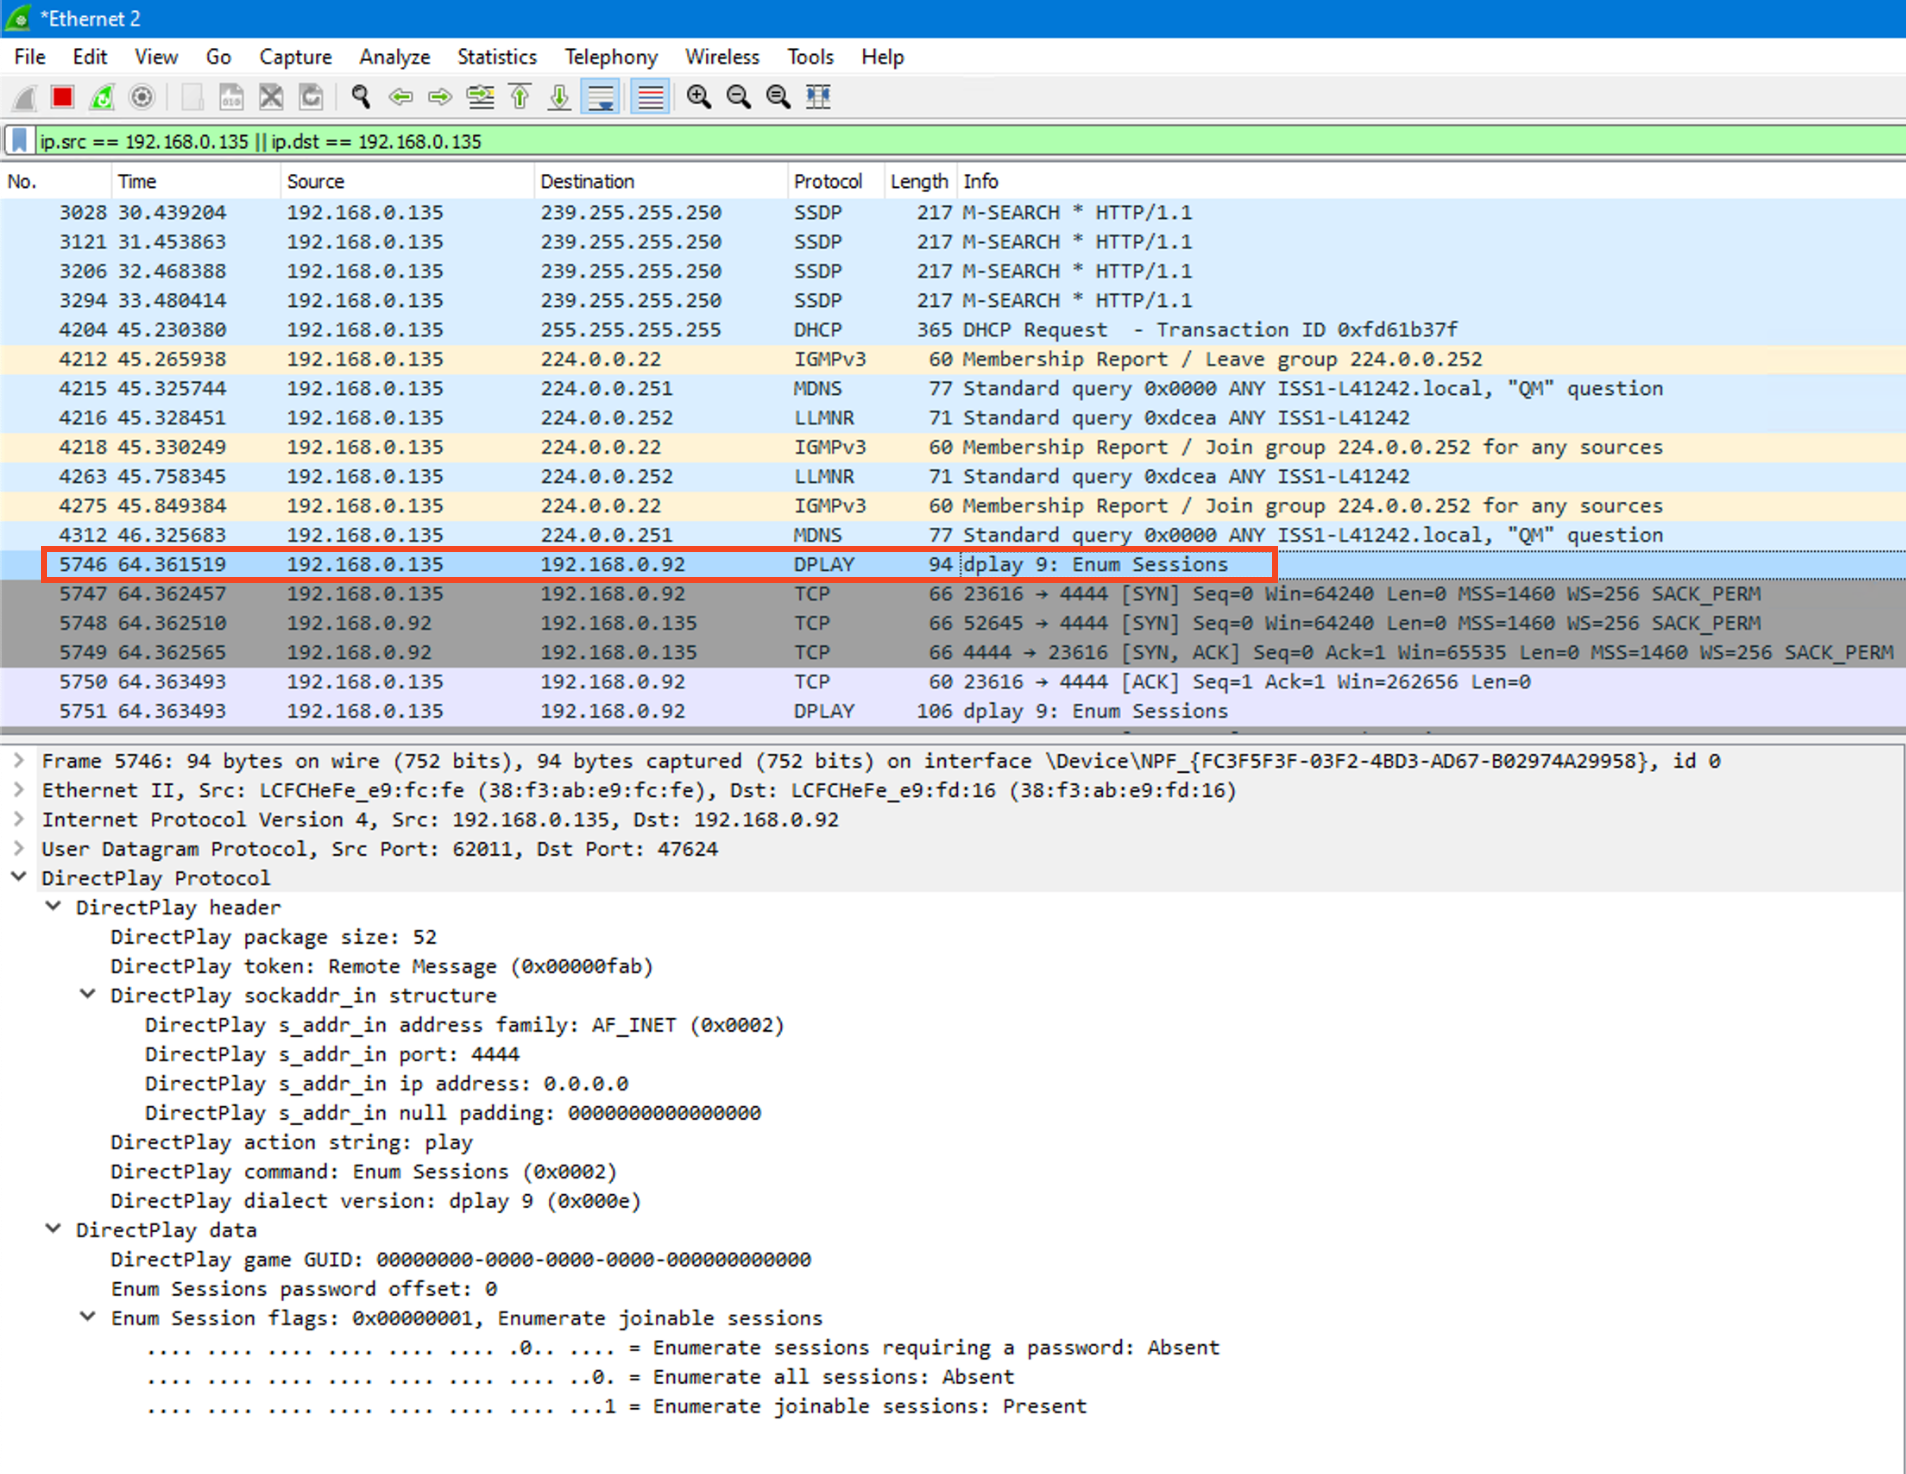 *Ethernet 2
File Edit View Go Capture Analyze Statistics Telephony Wireless Tools Help
ip.src == 192.168.0.135 || ip.dst == 192.168.0.135
No. Time Source Destination Protocol Length Info
3028 30.439204 192.168.0.135 239.255.255.250 SSDP 217 M-SEARCH * HTTP/1.1
3121 31.453863 192.168.0.135 239.255.255.250 SSDP 217 M-SEARCH * HTTP/1.1
3206 32.468388 192.168.0.135 239.255.255.250 SSDP 217 M-SEARCH * HTTP/1.1
3294 33.480414 192.168.0.135 239.255.255.250 SSDP 217 M-SEARCH * HTTP/1.1
4204 45.230380 192.168.0.135 255.255.255.255 DHCP 365 DHCP Request - Transaction ID 0xfd61b37f
4212 45.265938 192.168.0.135 224.0.0.22 IGMPv3 60 Membership Report / Leave group 224.0.0.252
4215 45.325744 192.168.0.135 224.0.0.251 MDNS 77 Standard query 0x0000 ANY ISS1-L41242.local, "QM" question
4216 45.328451 192.168.0.135 224.0.0.252 LLMNR 71 Standard query 0xdcea ANY ISS1-L41242
4218 45.330249 192.168.0.135 224.0.0.22 IGMPv3 60 Membership Report / Join group 224.0.0.252 for any sources
4263 45.758345 192.168.0.135 224.0.0.252 LLMNR 71 Standard query 0xdcea ANY ISS1-L41242
4275 45.849384 192.168.0.135 224.0.0.22 IGMPv3 60 Membership Report / Join group 224.0.0.252 for any sources
4312 46.325683 192.168.0.135 224.0.0.251 MDNS 77 Standard query 0x0000 ANY ISS1-L41242.local, "QM" question
5746 64.361519 192.168.0.135 192.168.0.92 DPLAY 94 dplay 9: Enum Sessions
5747 64.362457 192.168.0.135 192.168.0.92 TCP 66 23616 → 4444 [SYN] Seq=0 Win=64240 Len=0 MSS=1460 WS=256 SACK_PERM
5748 64.362510 192.168.0.92 192.168.0.135 TCP 66 52645 → 4444 [SYN] Seq=0 Win=64240 Len=0 MSS=1460 WS=256 SACK_PERM
5749 64.362565 192.168.0.92 192.168.0.135 TCP 66 4444 → 23616 [SYN, ACK] Seq=0 Ack=1 Win=65535 Len=0 MSS=1460 WS=256 SACK_PERM
5750 64.363493 192.168.0.135 192.168.0.92 TCP 60 23616 → 4444 [ACK] Seq=1 Ack=1 Win=262656 Len=0
5751 64.363493 192.168.0.135 192.168.0.92 DPLAY 106 dplay 9: Enum Sessions
Frame 5746: 94 bytes on wire (752 bits), 94 bytes captured (752 bits) on interface \Device\NPF_{FC3F5F3F-03F2-4BD3-AD67-B02974A29958}, id 0
Ethernet II, Src: LCFCHeFe_e9:fc:fe (38:f3:ab:e9:fc:fe), Dst: LCFCHeFe_e9:fd:16 (38:f3:ab:e9:fd:16)
Internet Protocol Version 4, Src: 192.168.0.135, Dst: 192.168.0.92
User Datagram Protocol, Src Port: 62011, Dst Port: 47624
DirectPlay Protocol
DirectPlay header
DirectPlay package size: 52
DirectPlay token: Remote Message (0x00000fab)
DirectPlay sockaddr_in structure
DirectPlay s_addr_in address family: AF_INET (0x0002)
DirectPlay s_addr_in port: 4444
DirectPlay s_addr_in ip address: 0.0.0.0
DirectPlay s_addr_in null padding: 0000000000000000
DirectPlay action string: play
DirectPlay command: Enum Sessions (0x0002)
DirectPlay dialect version: dplay 9 (0x000e)
DirectPlay data
DirectPlay game GUID: 00000000-0000-0000-0000-000000000000
Enum Sessions password offset: 0
Enum Session flags: 0x00000001, Enumerate joinable sessions
.... .... .... .... .... .... .0.. .... = Enumerate sessions requiring a password: Absent
.... .... .... .... .... .... .... ..0. = Enumerate all sessions: Absent
.... .... .... .... .... .... .... ...1 = Enumerate joinable sessions: Present